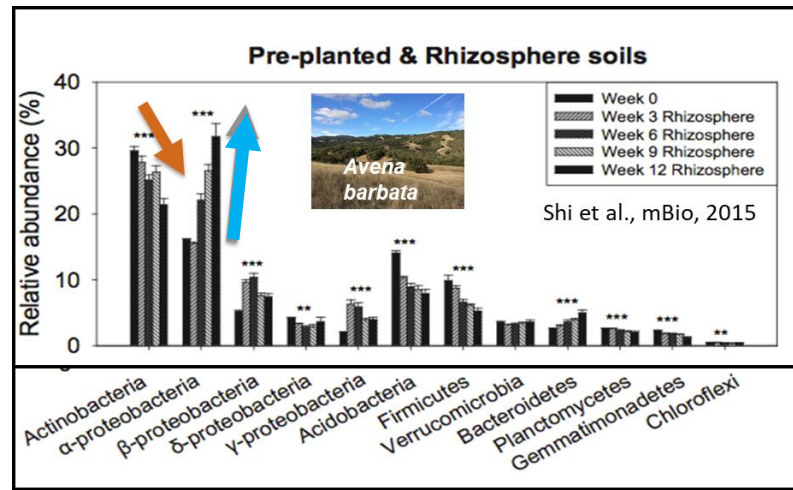 Pre-planted & Rhizosphere soils
Relative abundance (%)
40
30
20
10
0
***
***
***
**
***
***
***
***
***
***
**
Avena
barbata
Week 0
Week 3 Rhizosphere
Week 6 Rhizosphere
Week 9 Rhizosphere
Week 12 Rhizosphere
Shi et al., mBio, 2015
Actinobacteria
α-proteobacteria
β-proteobacteria
δ-proteobacteria
γ-proteobacteria
Acidobacteria
Firmicutes
Verrucomicrobia
Bacteroidetes
Planctomycetes
Gemmatimonadetes
Chloroflexi